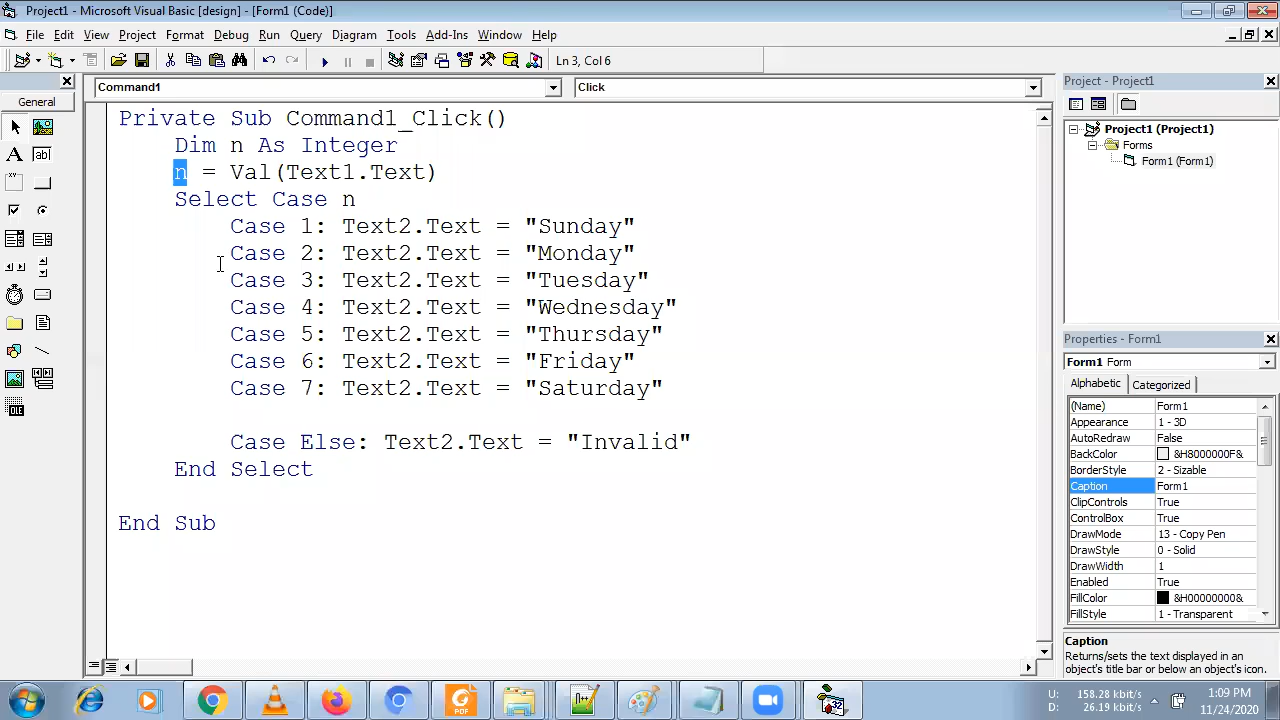 Project1 - Microsoft Visual Basic [design] - [Form1 (Code)]
File Edit View Project Format Debug Run Query Diagram Tools Add-Ins Window Help
Ln 3, Col 6
General
Command1 Click
Private Sub Command1_Click()
Dim n As Integer
n = Val(Text1.Text)
Select Case n
Case 1: Text2.Text = "Sunday"
Case 2: Text2.Text = "Monday"
Case 3: Text2.Text = "Tuesday"
Case 4: Text2.Text = "Wednesday"
Case 5: Text2.Text = "Thursday"
Case 6: Text2.Text = "Friday"
Case 7: Text2.Text = "Saturday"
Case Else: Text2.Text = "Invalid"
End Select
End Sub
Project - Project1
Project1 (Project1)
Forms
Form1 (Form1)
Properties - Form1
Form1 Form
Alphabetic Categorized
(Name) Form1
Appearance 1 - 3D
AutoRedraw False
BackColor &H8000000F&
BorderStyle 2 - Sizable
Caption Form1
ClipControls True
ControlBox True
DrawMode 13 - Copy Pen
DrawStyle 0 - Solid
DrawWidth 1
Enabled True
FillColor &H00000000&
FillStyle 1 - Transparent
Caption
Returns/sets the text displayed in an
object's title bar or below an object's icon.
U: 158.28 kbit/s
D: 26.19 kbit/s
1:09 PM
11/24/2020
A
ab
OLE
PDF
32